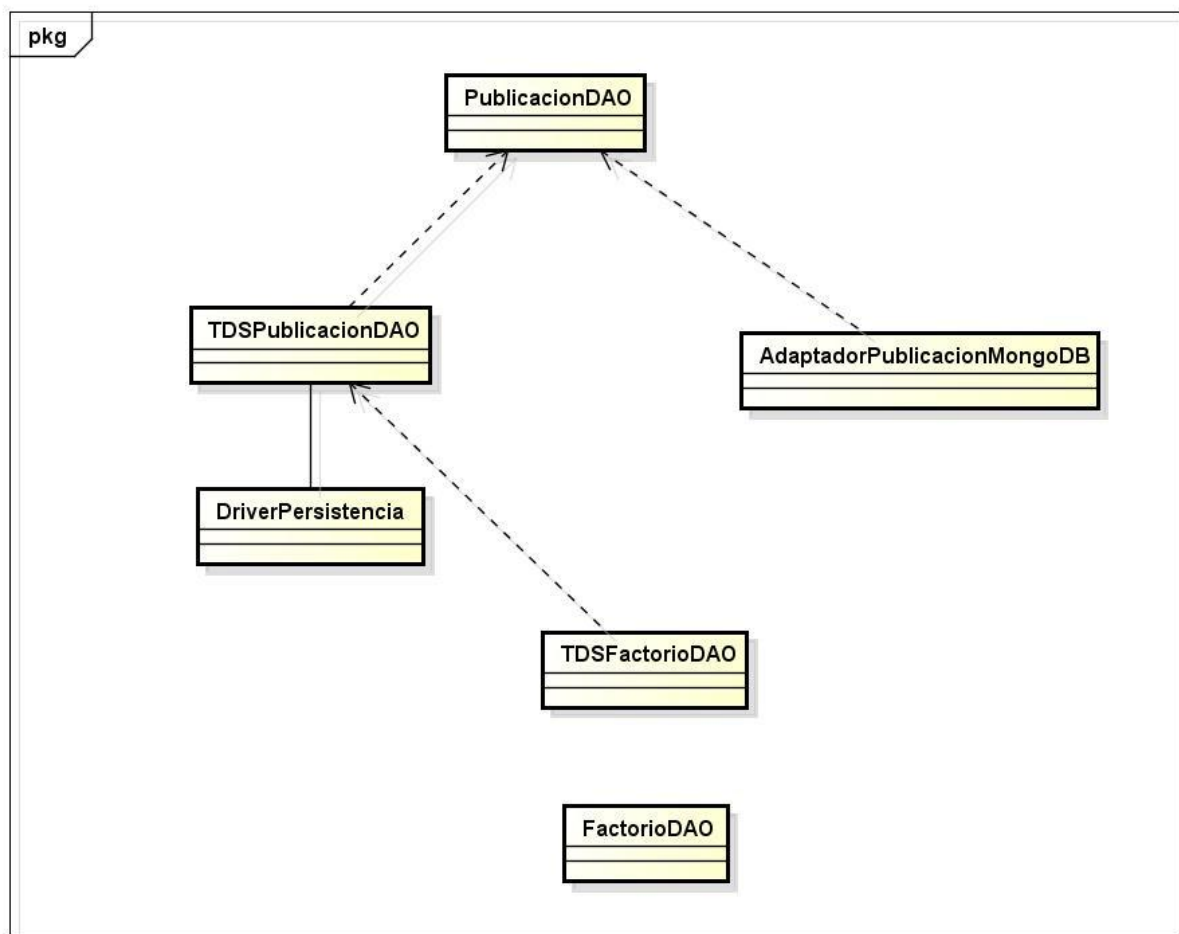 pkg
PublicacionDAO
TDSPublicacionDAO
AdaptadorPublicacionMongoDB
DriverPersistencia
TDSFactorioDAO
FactorioDAO